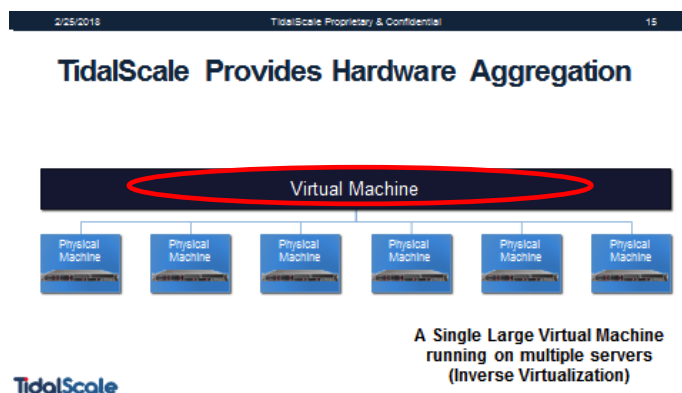 2/25/2018 TidalScale Proprietary & Confidential 15
TidalScale Provides Hardware Aggregation
Virtual Machine
Physical Physical Physical Physical Physical Physical
Machine Machine Machine Machine Machine Machine
A Single Large Virtual Machine
running on multiple servers
(Inverse Virtualization)
TidalScale